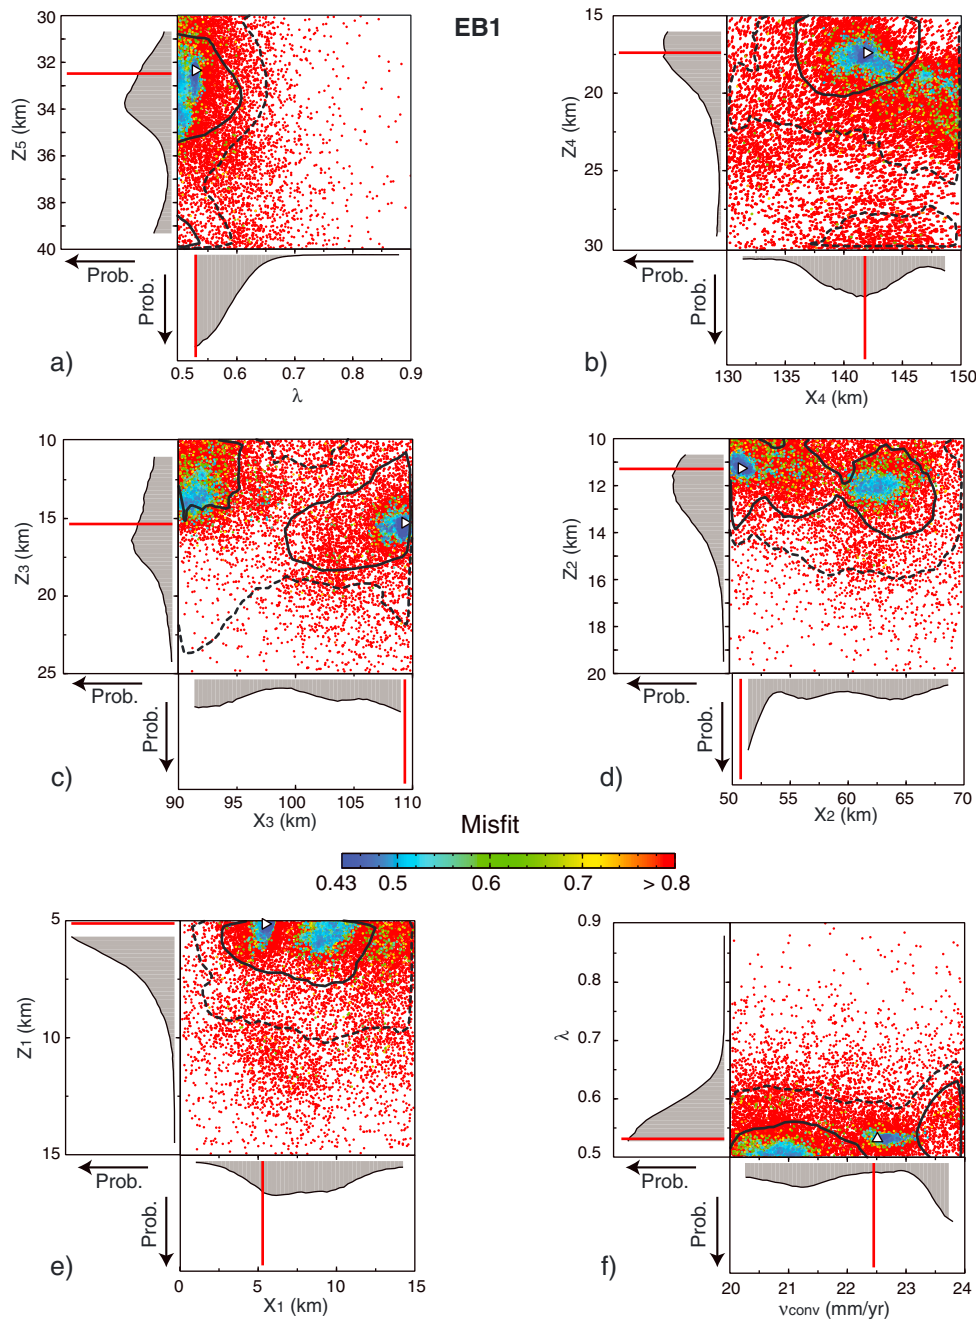 EB1
30
32
34
36
38
40
Z5 (km)
Prob.
Prob.
0.5 0.6 0.7 0.8 0.9
λ
a)
15
20
25
30
Z4 (km)
Prob.
Prob.
130 135 140 145 150
X4 (km)
b)
10
15
20
25
Z3 (km)
Prob.
Prob.
90 95 100 105 110
X3 (km)
c)
10
12
14
16
18
20
Z2 (km)
Prob.
Prob.
50 55 60 65 70
X2 (km)
d)
Misfit
0.43 0.5 0.6 0.7 > 0.8
5
10
15
Z1 (km)
Prob.
Prob.
0 5 10 15
X1 (km)
e)
0.9
0.8
0.7
0.6
0.5
λ
Prob.
Prob.
20 21 22 23 24
vconv (mm/yr)
f)